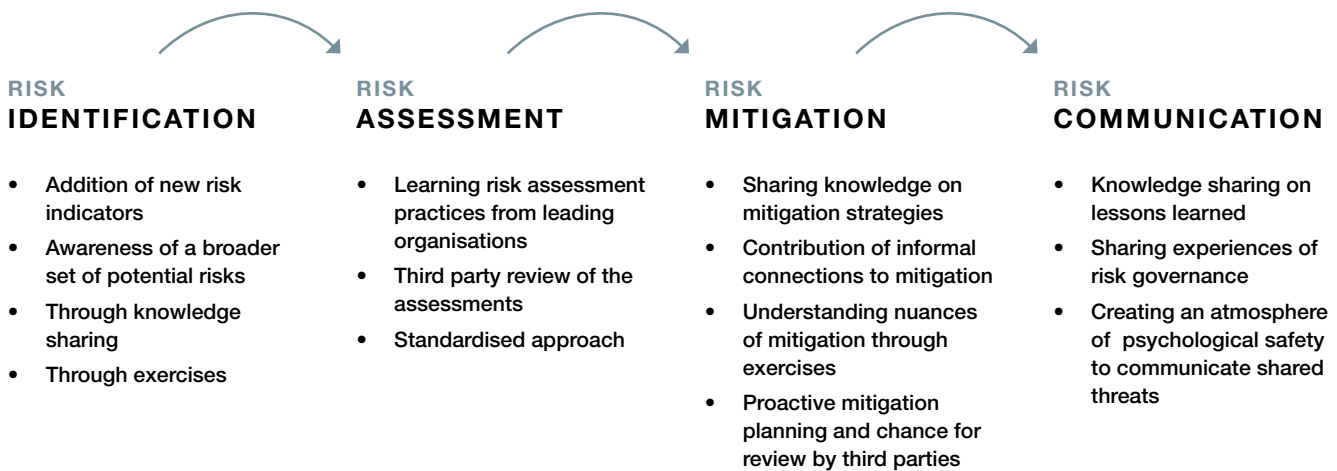 RISK
IDENTIFICATION
• Addition of new risk
indicators
• Awareness of a broader
set of potential risks
• Through knowledge
sharing
• Through exercises
RISK
ASSESSMENT
• Learning risk assessment
practices from leading
organisations
• Third party review of the
assessments
• Standardised approach
RISK
MITIGATION
• Sharing knowledge on
mitigation strategies
• Contribution of informal
connections to mitigation
• Understanding nuances
of mitigation through
exercises
• Proactive mitigation
planning and chance for
review by third parties
RISK
COMMUNICATION
• Knowledge sharing on
lessons learned
• Sharing experiences of
risk governance
• Creating an atmosphere
of psychological safety
to communicate shared
threats